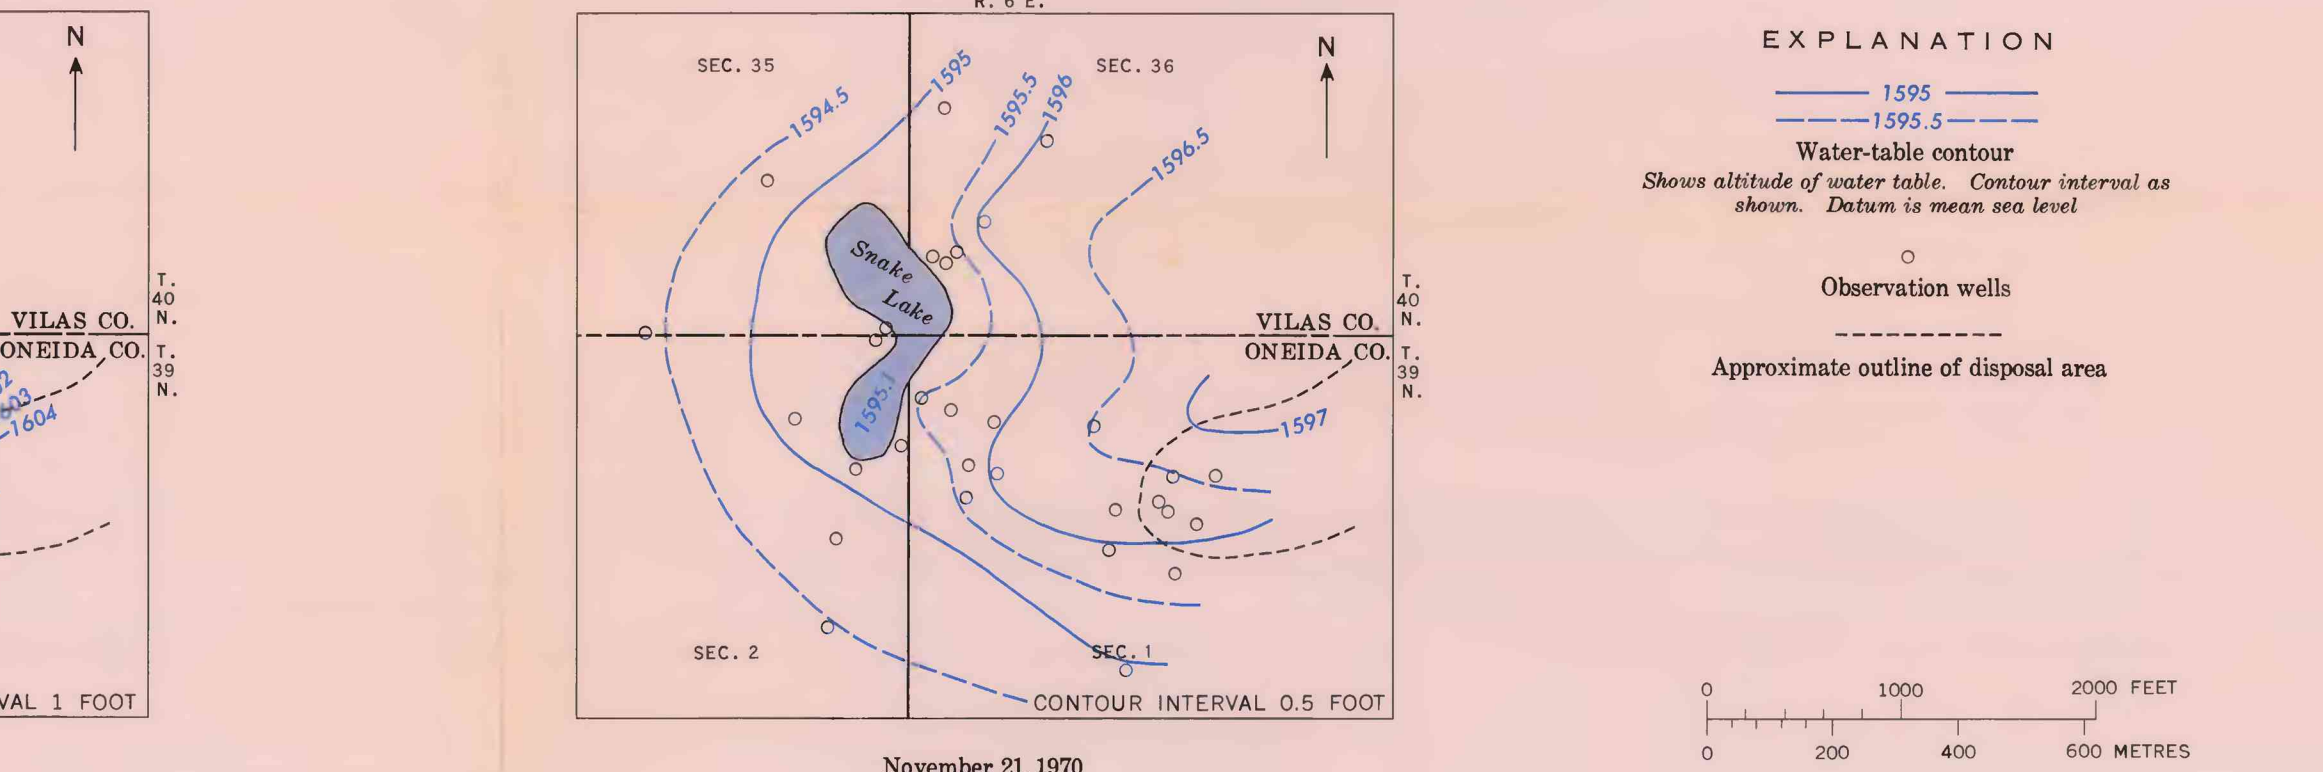 N
T.
40
N.
VILAS CO.
ONEIDA CO.
T.
39
N.
1604
VAL 1 FOOT
R. 6 E.
SEC. 35
SEC. 36
N
1594.5
1595
1595.5
1596
1596.5
Snake
Lake
1595.1
VILAS CO.
ONEIDA CO.
T.
40
N.
T.
39
N.
1597
SEC. 2
SEC. 1
CONTOUR INTERVAL 0.5 FOOT
November 21, 1970
EXPLANATION
1595
1595.5
Water-table contour
Shows altitude of water table. Contour interval as
shown. Datum is mean sea level
Observation wells
Approximate outline of disposal area
0 1000 2000 FEET
0 200 400 600 METRES